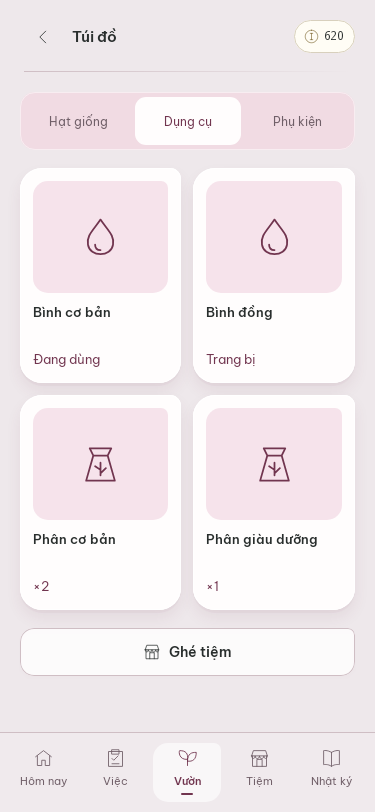 Túi đồ
620
Hạt giống
Dụng cụ
Phụ kiện
Bình cơ bản
Đang dùng
Bình đồng
Trang bị
Phân cơ bản
×2
Phân giàu dưỡng
×1
Ghé tiệm
Hôm nay
Việc
Vườn
Tiệm
Nhật ký